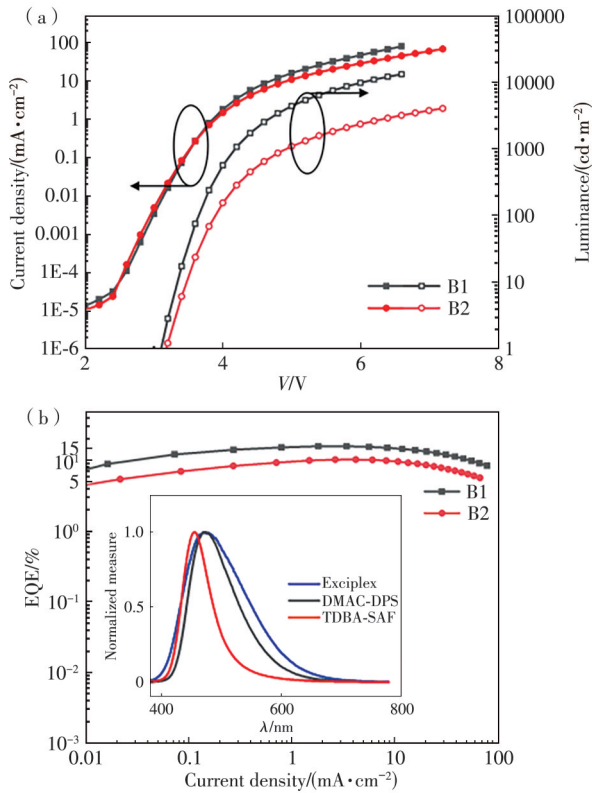 (a)
100
10
1
0.1
0.01
0.001
1E-4
1E-5
1E-6
Current density/(mA·cm⁻²)
100000
10000
1000
100
10
1
Luminance/(cd·m⁻²)
B1
B2
2 4 6 8
V/V
(b)
15
10¹
5
10⁰
10⁻¹
10⁻²
10⁻³
EQE/%
B1
B2
1.0
0.5
0
Normalized measure
Exciplex
DMAC-DPS
TDBA-SAF
400 600 800
λ/nm
0.01 0.1 1 10 100
Current density/(mA·cm⁻²)